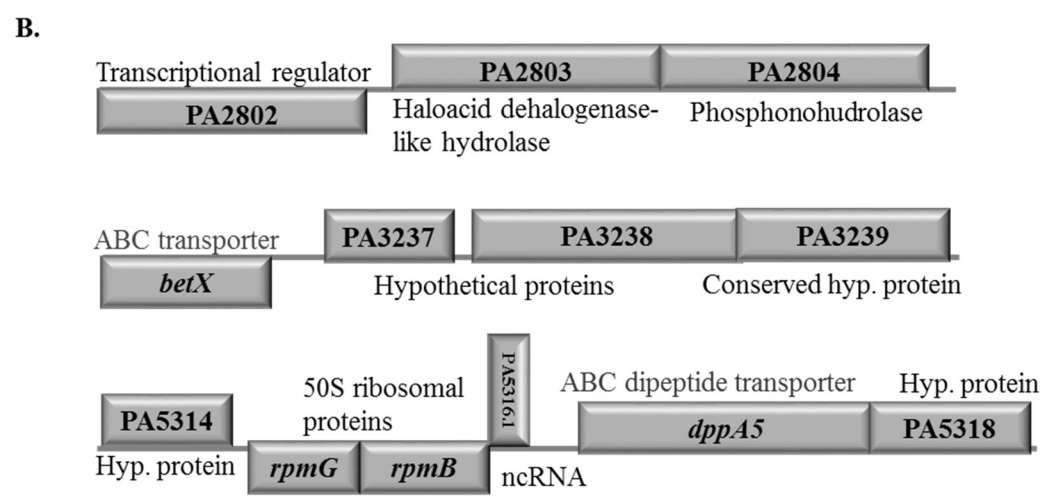 B.
Transcriptional regulator
PA2803
PA2804
PA2802
Haloacid dehalogenase-
like hydrolase
Phosphonohudrolase
ABC transporter
PA3237
PA3238
PA3239
betX
Hypothetical proteins
Conserved hyp. protein
PA5314
Hyp. protein
50S ribosomal
proteins
rpmG
rpmB
PA5316.1
ncRNA
ABC dipeptide transporter
Hyp. protein
dppA5
PA5318